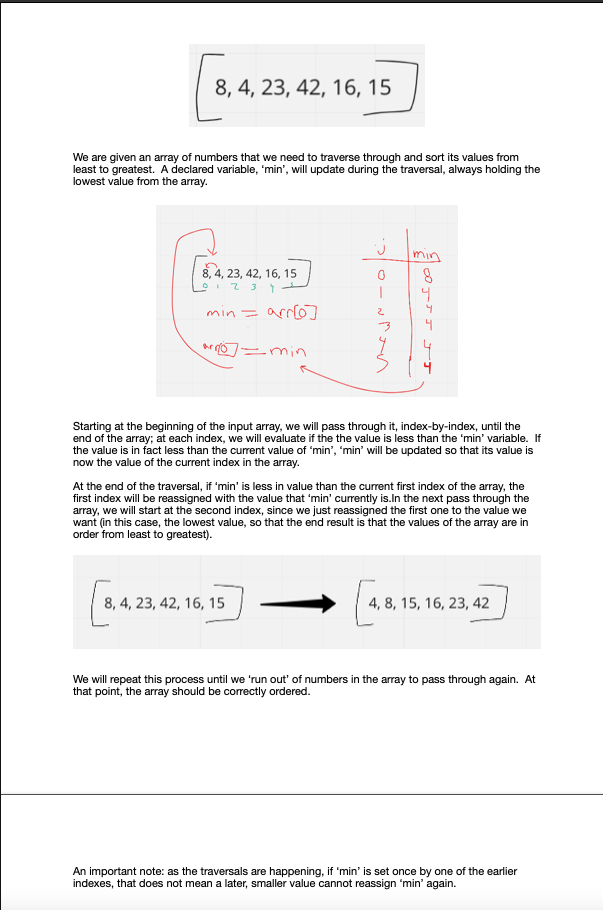 8, 4, 23, 42, 16, 15
We are given an array of numbers that we need to traverse through and sort its values from
least to greatest.  A declared variable, ‘min’, will update during the traversal, always holding the
lowest value from the array.
j min
8, 4, 23, 42, 16, 15
0 1 2 3 4
0 8
1 4
min = arr[0]
2 4
3 4
arr[0] = min
4 4
5 4
Starting at the beginning of the input array, we will pass through it, index-by-index, until the
end of the array; at each index, we will evaluate if the the value is less than the ‘min’ variable.  If
the value is in fact less than the current value of ‘min’, ‘min’ will be updated so that its value is
now the value of the current index in the array.
At the end of the traversal, if ‘min’ is less in value than the current first index of the array, the
first index will be reassigned with the value that ‘min’ currently is.In the next pass through the
array, we will start at the second index, since we just reassigned the first one to the value we
want (in this case, the lowest value, so that the end result is that the values of the array are in
order from least to greatest).
8, 4, 23, 42, 16, 15 4, 8, 15, 16, 23, 42
We will repeat this process until we ‘run out’ of numbers in the array to pass through again.  At
that point, the array should be correctly ordered.
An important note: as the traversals are happening, if ‘min’ is set once by one of the earlier
indexes, that does not mean a later, smaller value cannot reassign ‘min’ again.